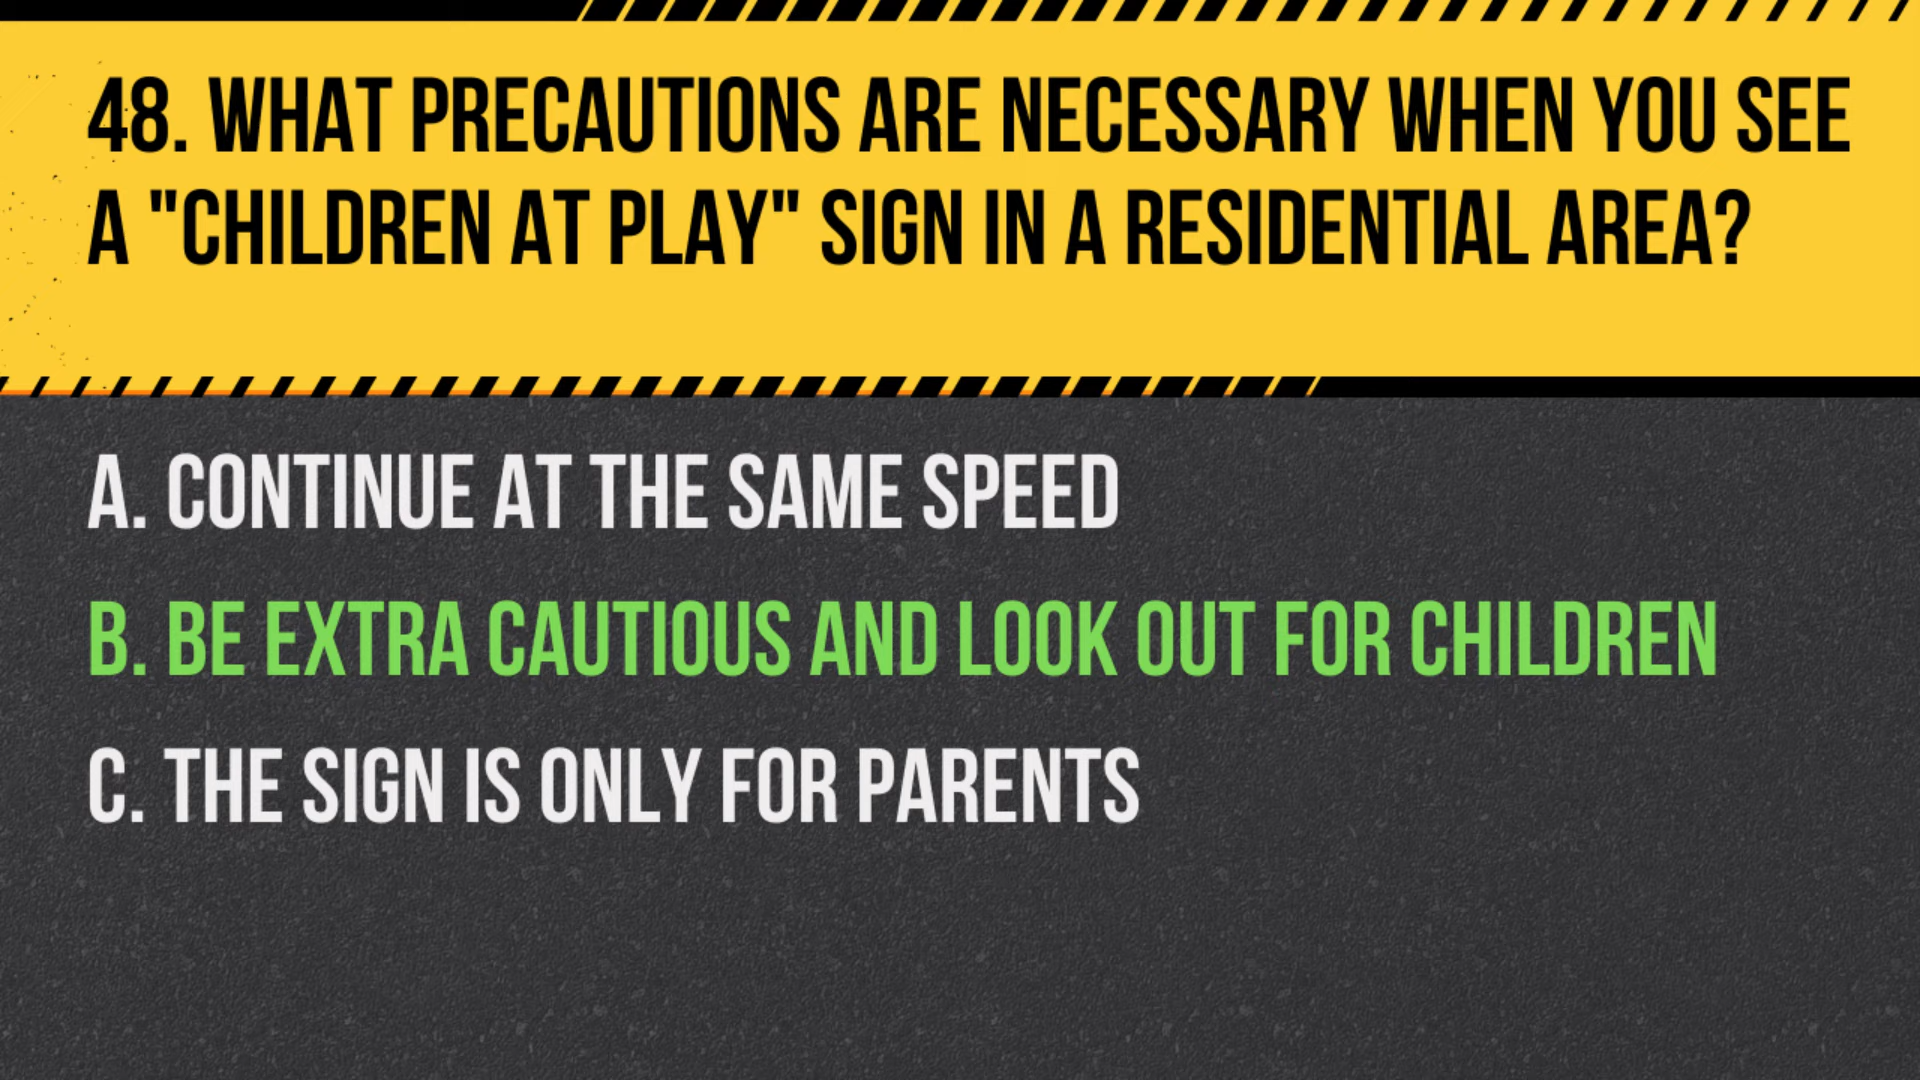 48. WHAT PRECAUTIONS ARE NECESSARY WHEN YOU SEE
A "CHILDREN AT PLAY" SIGN IN A RESIDENTIAL AREA?
A. CONTINUE AT THE SAME SPEED
B. BE EXTRA CAUTIOUS AND LOOK OUT FOR CHILDREN
C. THE SIGN IS ONLY FOR PARENTS